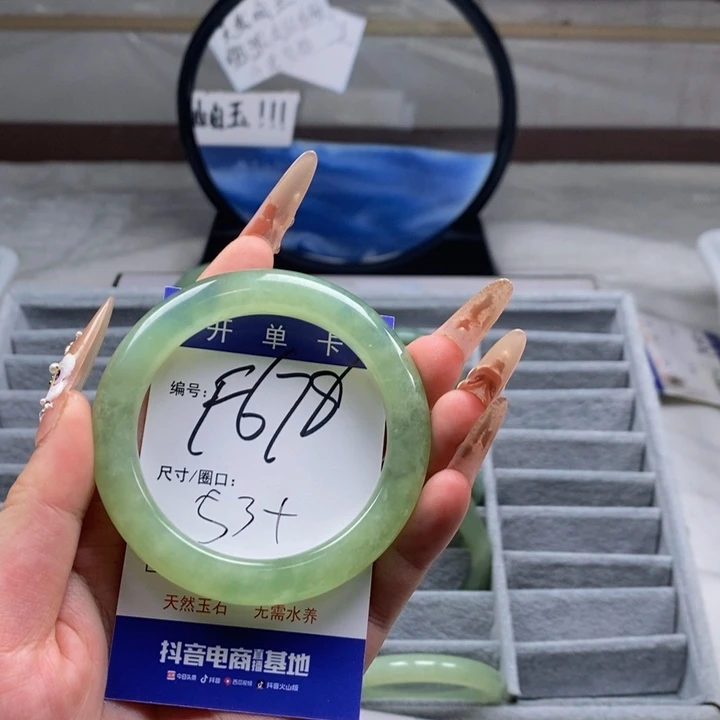 油自玉!!!
开单卡
编号:F678
尺寸/圈口:
53+
天然玉石 无需水养
抖音电商直播基地
今日头条 抖音 西瓜视频 抖音火山版